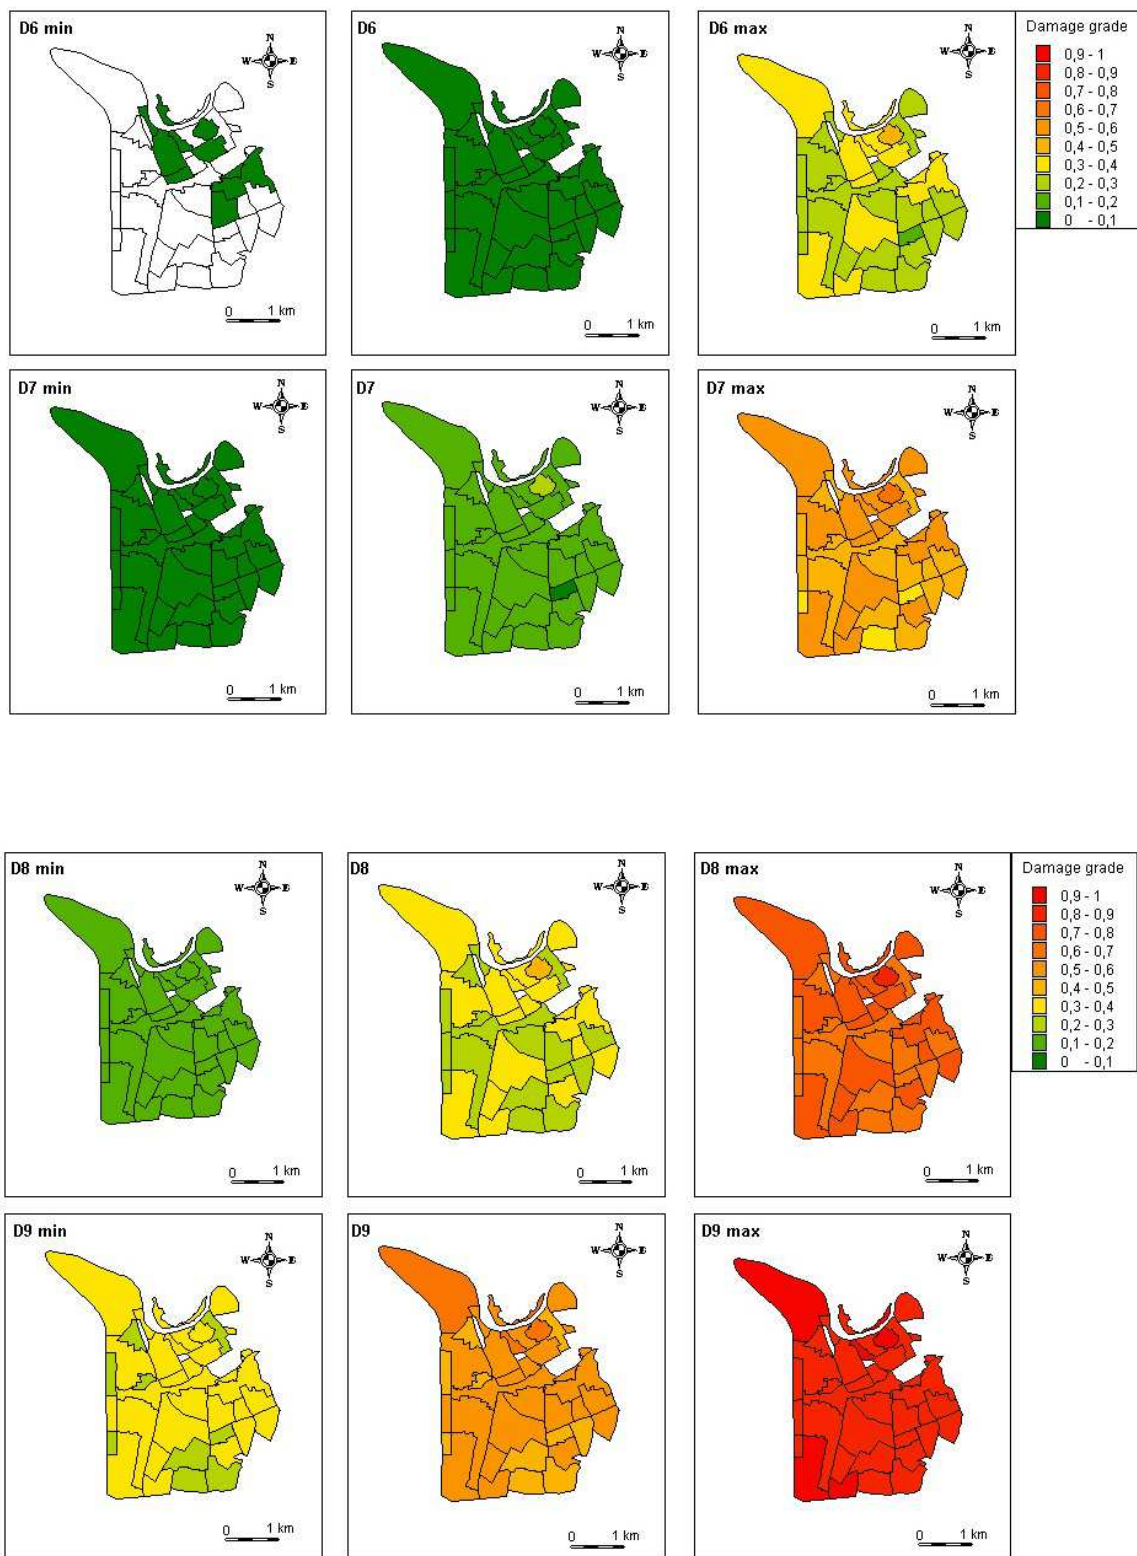 D6 min
N
W E
S
0 1 km
D6
N
W E
S
0 1 km
D6 max
N
W E
S
0 1 km
Damage grade
0,9 - 1
0,8 - 0,9
0,7 - 0,8
0,6 - 0,7
0,5 - 0,6
0,4 - 0,5
0,3 - 0,4
0,2 - 0,3
0,1 - 0,2
0 - 0,1
D7 min
N
W E
S
0 1 km
D7
N
W E
S
0 1 km
D7 max
N
W E
S
0 1 km
D8 min
N
W E
S
0 1 km
D8
N
W E
S
0 1 km
D8 max
N
W E
S
0 1 km
Damage grade
0,9 - 1
0,8 - 0,9
0,7 - 0,8
0,6 - 0,7
0,5 - 0,6
0,4 - 0,5
0,3 - 0,4
0,2 - 0,3
0,1 - 0,2
0 - 0,1
D9 min
N
W E
S
0 1 km
D9
N
W E
S
0 1 km
D9 max
N
W E
S
0 1 km